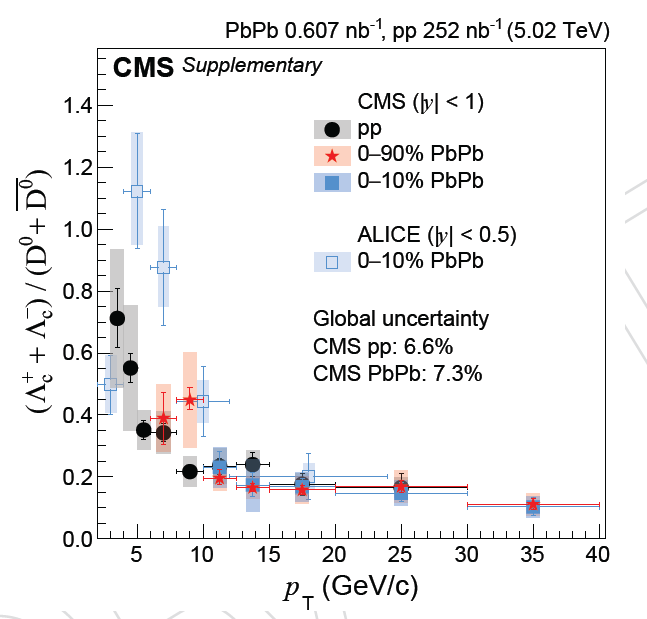 PbPb 0.607 nb⁻¹, pp 252 nb⁻¹ (5.02 TeV)
CMS Supplementary
CMS (|y| < 1)
pp
0–90% PbPb
0–10% PbPb
ALICE (|y| < 0.5)
0–10% PbPb
Global uncertainty
CMS pp: 6.6%
CMS PbPb: 7.3%
(Λc⁺ + Λc⁻) / (D⁰ + D̅⁰)
1.4
1.2
1.0
0.8
0.6
0.4
0.2
0.0
5 10 15 20 25 30 35 40
pT (GeV/c)